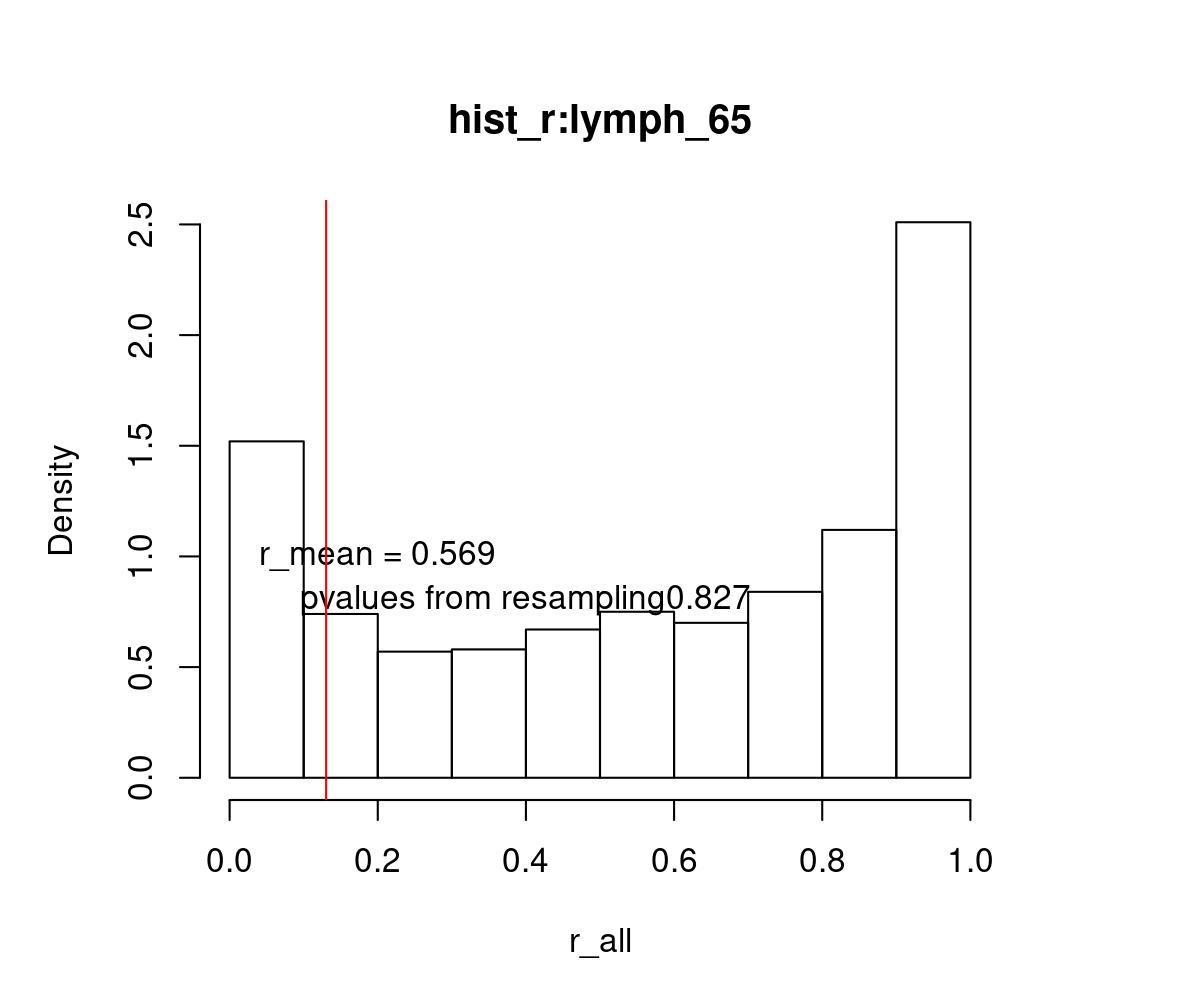 hist_r:lymph_65
2.5
2.0
1.5
1.0
0.5
0.0
Density
r_mean = 0.569
pvalues from resampling0.827
0.0 0.2 0.4 0.6 0.8 1.0
r_all